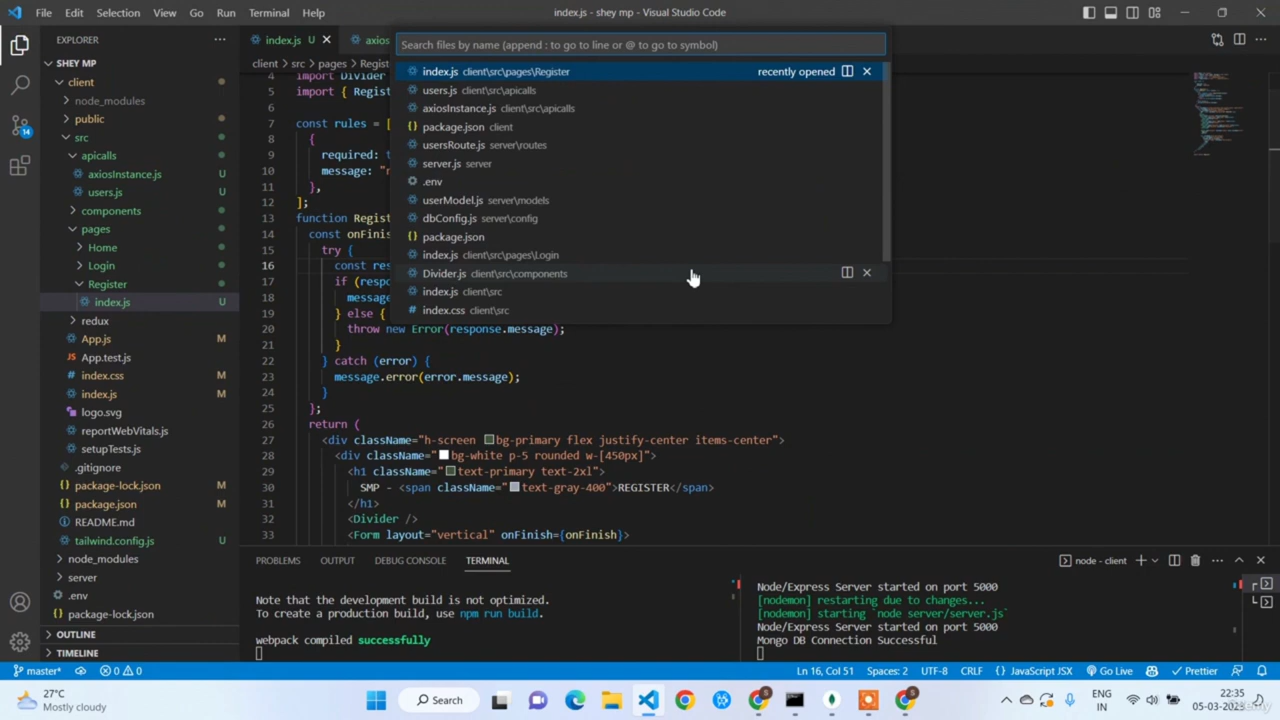 File Edit Selection View Go Run Terminal Help
index.js - shey mp - Visual Studio Code
EXPLORER
SHEY MP
client
node_modules
public
src
apicalls
axiosInstance.js U
users.js U
components
pages
Home
Login
Register
index.js U
redux
App.js M
App.test.js
index.css M
index.js M
logo.svg
reportWebVitals.js
setupTests.js
.gitignore
package-lock.json M
package.json M
README.md
tailwind.config.js U
node_modules
server
.env
package-lock.json
OUTLINE
TIMELINE
14
index.js U
axios
client > src > pages > Regist
Search files by name (append : to go to line or @ to go to symbol)
index.js client\src\pages\Register recently opened
users.js client\src\apicalls
axiosInstance.js client\src\apicalls
package.json client
usersRoute.js server\routes
server.js server
.env
userModel.js server\models
dbConfig.js server\config
package.json
index.js client\src\pages\Login
Divider.js client\src\components
index.js client\src
index.css client\src
4 import Divider
5 import { Regist
6
7 const rules = [
8 {
9 required: t
10 message: "r
11 },
12 ];
13 function Regist
14 const onFinis
15 try {
16 const res
17 if (respo
18 message
19 } else {
20 throw new Error(response.message);
21 }
22 } catch (error) {
23 message.error(error.message);
24 }
25 };
26 return (
27 <div className="h-screen bg-primary flex justify-center items-center">
28 <div className="bg-white p-5 rounded w-[450px]">
29 <h1 className="text-primary text-2xl">
30 SMP - <span className="text-gray-400">REGISTER</span>
31 </h1>
32 <Divider />
33 <Form layout="vertical" onFinish={onFinish}>
PROBLEMS OUTPUT DEBUG CONSOLE TERMINAL
node - client
Note that the development build is not optimized.
To create a production build, use npm run build.
webpack compiled successfully
Node/Express Server started on port 5000
[nodemon] restarting due to changes...
[nodemon] starting `node server/server.js`
Node/Express Server started on port 5000
Mongo DB Connection Successful
master* 0 0 Ln 16, Col 51 Spaces: 2 UTF-8 CRLF {} JavaScript JSX Go Live Prettier
27°C
Mostly cloudy
Search
ENG
IN
22:35
05-03-2023